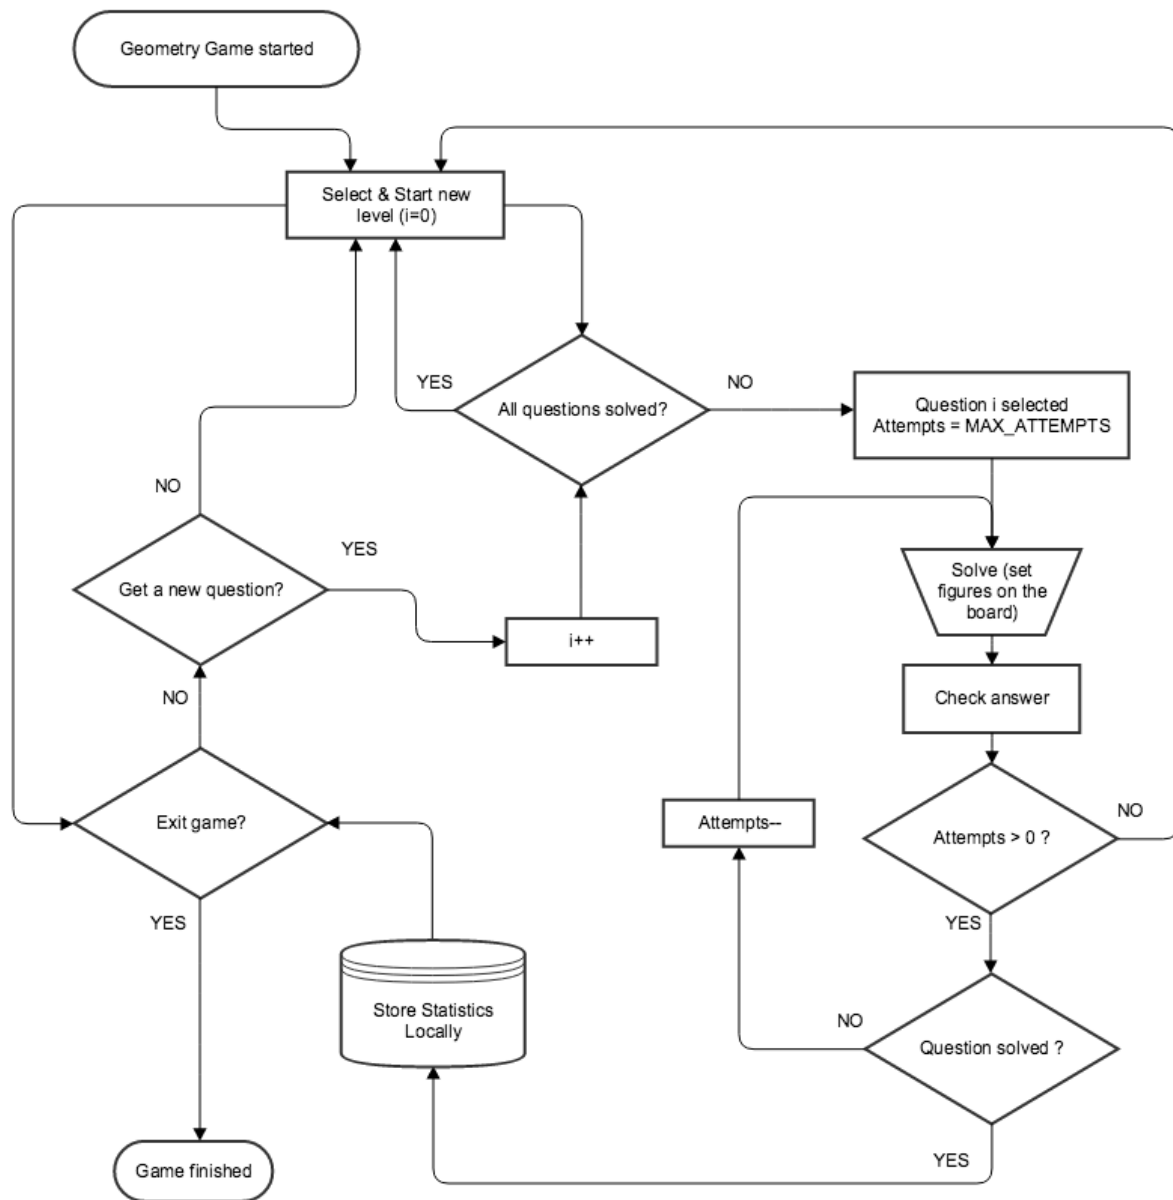 Geometry Game started
Select & Start new
level (i=0)
YES
All questions solved?
NO
Question i selected
Attempts = MAX_ATTEMPTS
NO
YES
Get a new question?
i++
Solve (set
figures on the
board)
NO
Check answer
Exit game?
Attempts--
Attempts > 0 ?
NO
YES
YES
Store Statistics
Locally
NO
Question solved ?
YES
Game finished